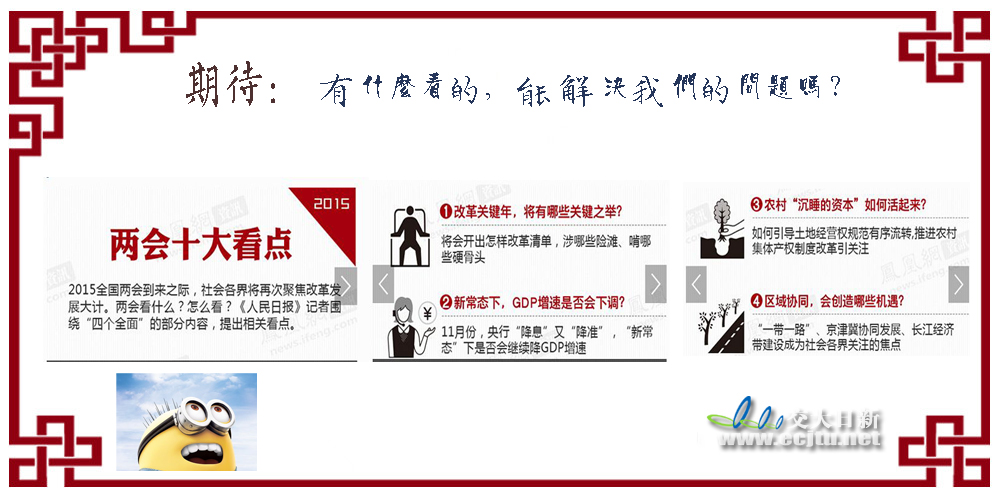 期待： 有什麼看的，能解决我們的問題嗎？
2015
两会十大看点
2015全国两会到来之际，社会各界将再次聚焦改革发
展大计。两会看什么？怎么看？《人民日报》记者围
绕“四个全面”的部分内容，提出相关看点。
❶改革关键年，将有哪些关键之举?
将会开出怎样改革清单，涉哪些险滩、啃哪
些硬骨头
❷新常态下，GDP增速是否会下调?
11月份，央行“降息”又“降准”，“新常
态”下是否会继续降GDP增速
¥
❸农村“沉睡的资本”如何活起来?
如何引导土地经营权规范有序流转,推进农村
集体产权制度改革引关注
❹区域协同，会创造哪些机遇?
“一带一路”、京津冀协同发展、长江经济
带建设成为社会各界关注的焦点
交大日新
www.ecjtu.net
凤凰網 资讯
news.ifeng.com